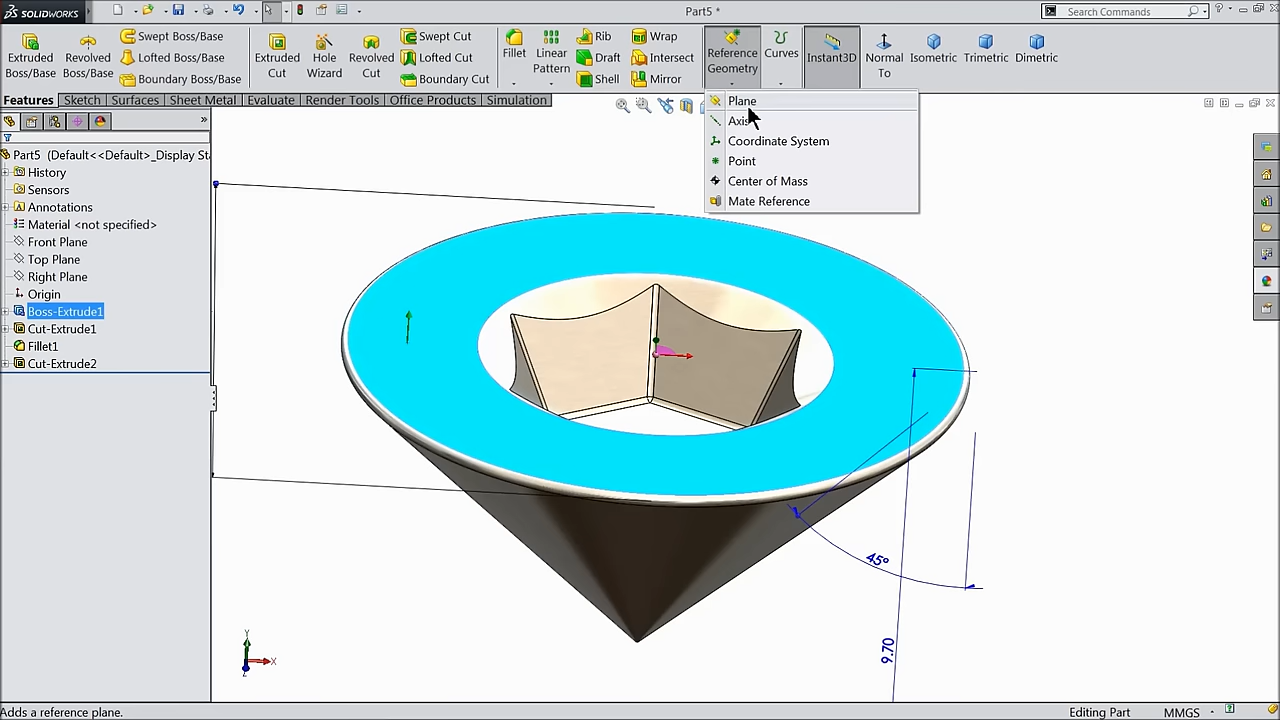 SOLIDWORKS
Part5 *
Search Commands
Extruded Boss/Base
Revolved Boss/Base
Swept Boss/Base
Lofted Boss/Base
Boundary Boss/Base
Extruded Cut
Hole Wizard
Revolved Cut
Swept Cut
Lofted Cut
Boundary Cut
Fillet
Linear Pattern
Rib
Draft
Shell
Wrap
Intersect
Mirror
Reference Geometry
Curves
Instant3D
Normal To
Isometric
Trimetric
Dimetric
Features
Sketch
Surfaces
Sheet Metal
Evaluate
Render Tools
Office Products
Simulation
Plane
Axis
Coordinate System
Point
Center of Mass
Mate Reference
Part5 (Default<<Default>_Display St
History
Sensors
Annotations
Material <not specified>
Front Plane
Top Plane
Right Plane
Origin
Boss-Extrude1
Cut-Extrude1
Fillet1
Cut-Extrude2
45°
9.70
Y
X
Z
Adds a reference plane.
Editing Part
MMGS